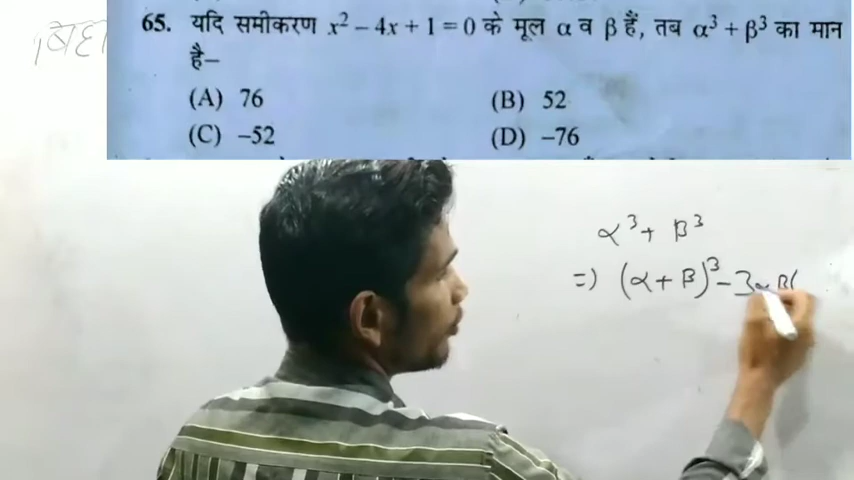 65. यदि समीकरण x² – 4x + 1 = 0 के मूल α व β हैं, तब α³ + β³ का मान
है–
(A) 76 (B) 52
(C) –52 (D) –76
α³ + β³
=) (α + β)³ – 3αβ(